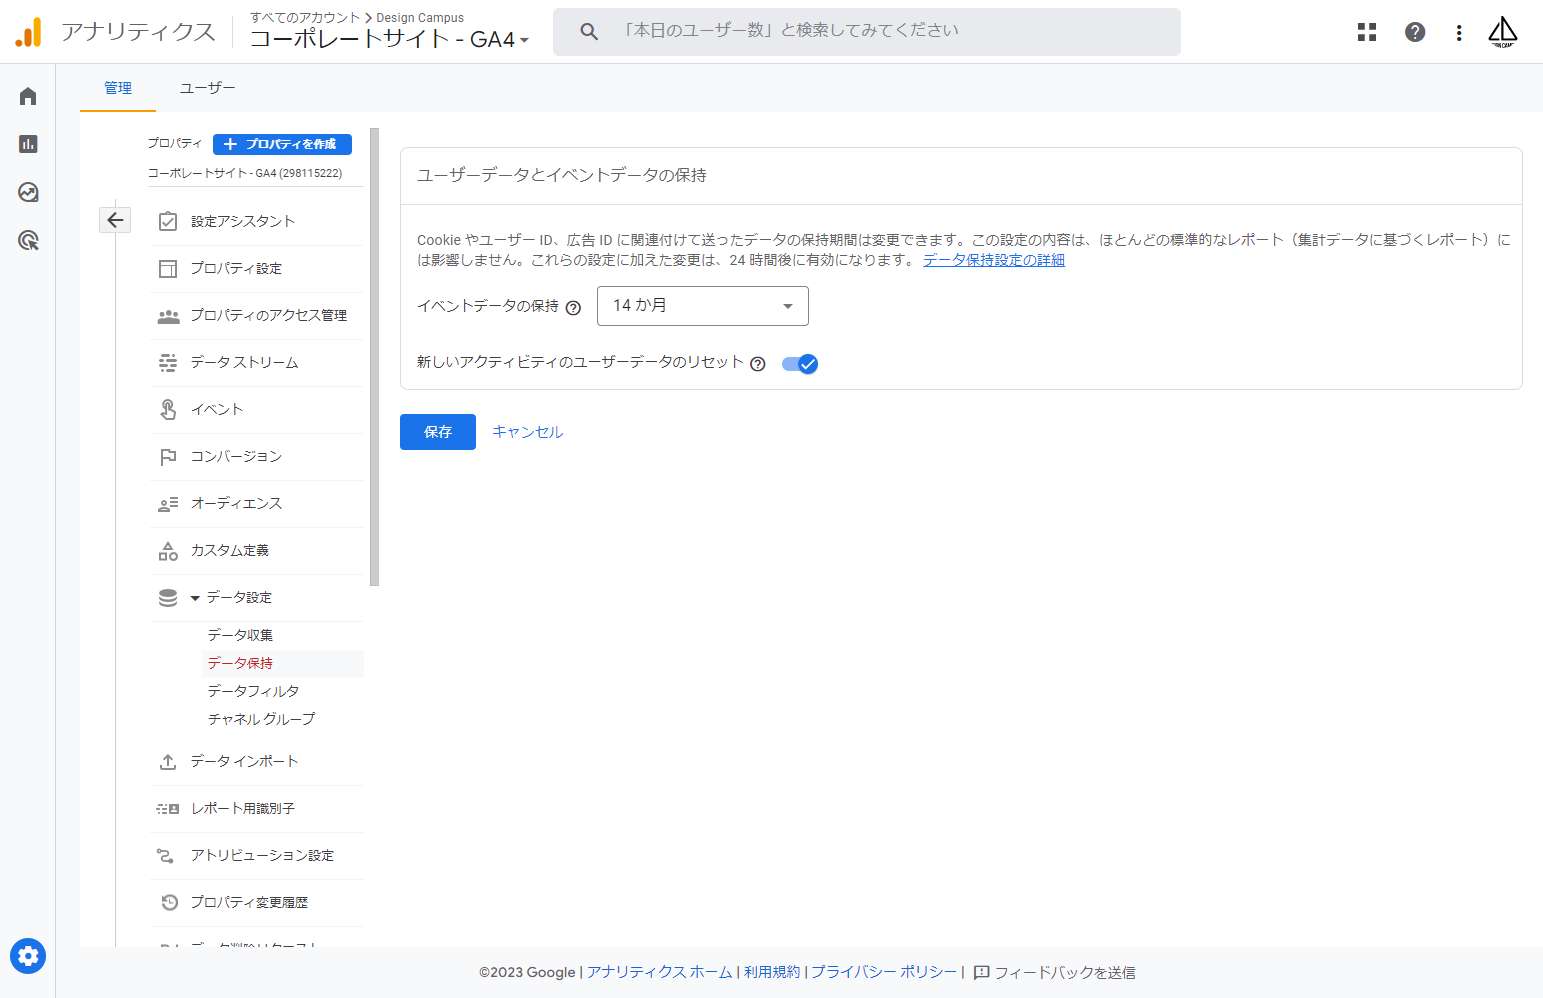 アナリティクス
すべてのアカウント > Design Campus
コーポレートサイト - GA4
「本日のユーザー数」と検索してみてください
管理
ユーザー
プロパティ
プロパティを作成
コーポレートサイト - GA4 (298115222)
設定アシスタント
プロパティ設定
プロパティのアクセス管理
データ ストリーム
イベント
コンバージョン
オーディエンス
カスタム定義
データ設定
データ収集
データ保持
データフィルタ
チャネル グループ
データ インポート
レポート用識別子
アトリビューション設定
プロパティ変更履歴
ユーザーデータとイベントデータの保持
Cookie やユーザー ID、広告 ID に関連付けて送ったデータの保持期間は変更できます。この設定の内容は、ほとんどの標準的なレポート（集計データに基づくレポート）に
は影響しません。これらの設定に加えた変更は、24 時間後に有効になります。 データ保持設定の詳細
イベントデータの保持
14 か月
新しいアクティビティのユーザーデータのリセット
保存
キャンセル
©2023 Google | アナリティクス ホーム | 利用規約 | プライバシー ポリシー | フィードバックを送信